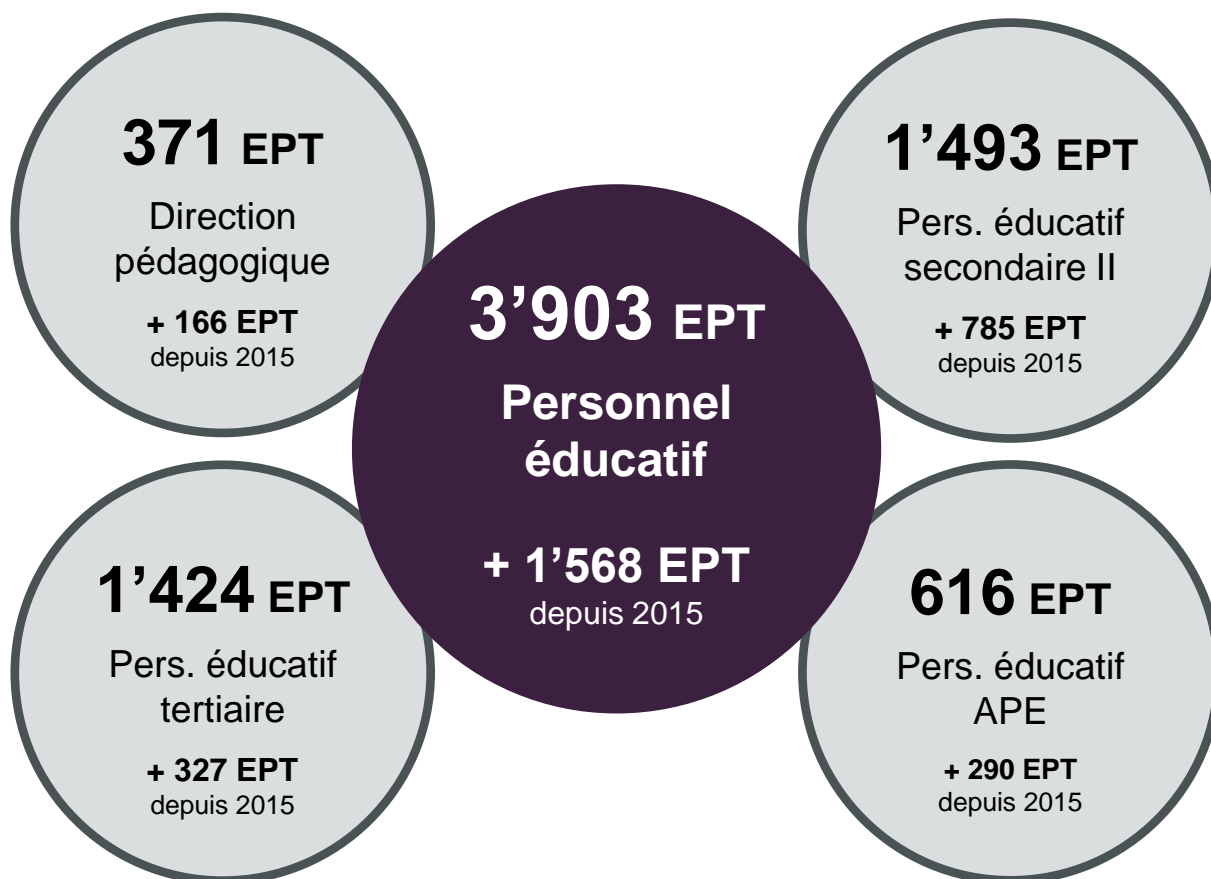 371 EPT
Direction
pédagogique
+ 166 EPT
depuis 2015
1’493 EPT
Pers. éducatif
secondaire II
+ 785 EPT
depuis 2015
3’903 EPT
Personnel
éducatif
+ 1’568 EPT
depuis 2015
1’424 EPT
Pers. éducatif
tertiaire
+ 327 EPT
depuis 2015
616 EPT
Pers. éducatif
APE
+ 290 EPT
depuis 2015